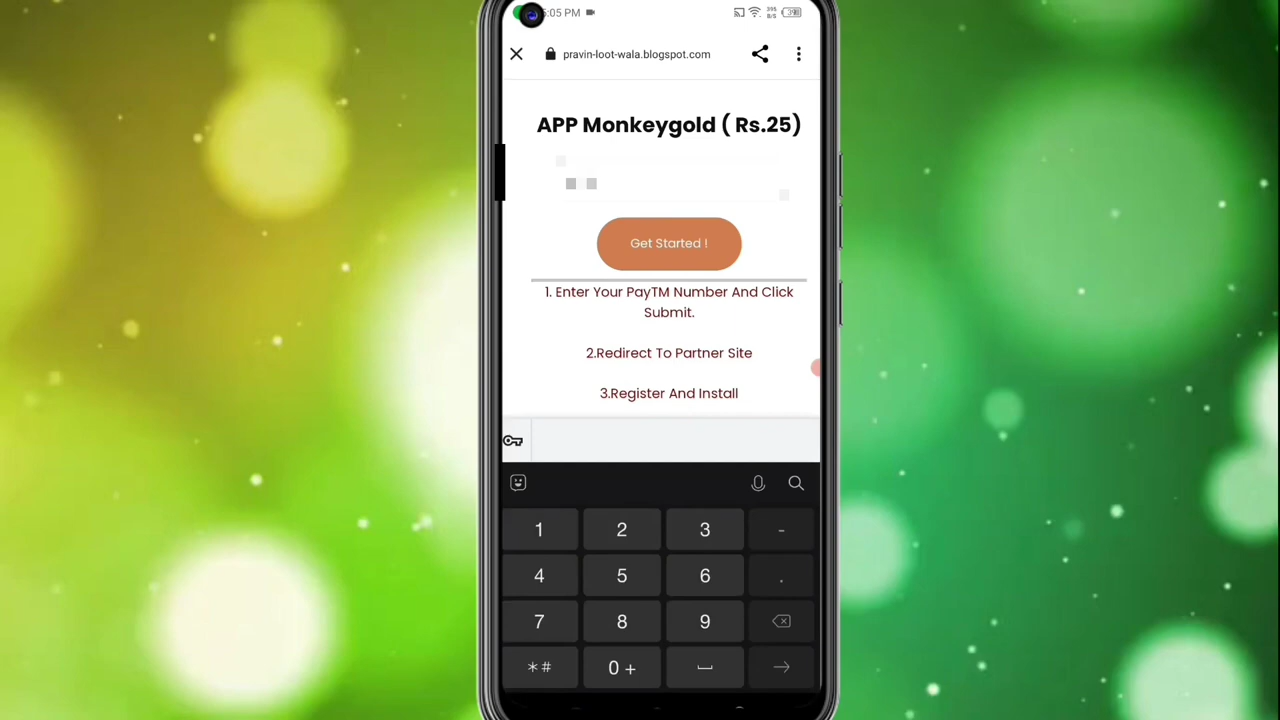 5:05 PM
395
B/S
39
pravin-loot-wala.blogspot.com
APP Monkeygold ( Rs.25)
Get Started !
1. Enter Your PayTM Number And Click
Submit.
2.Redirect To Partner Site
3.Register And Install
1 2 3 -
4 5 6 .
7 8 9
*# 0 +